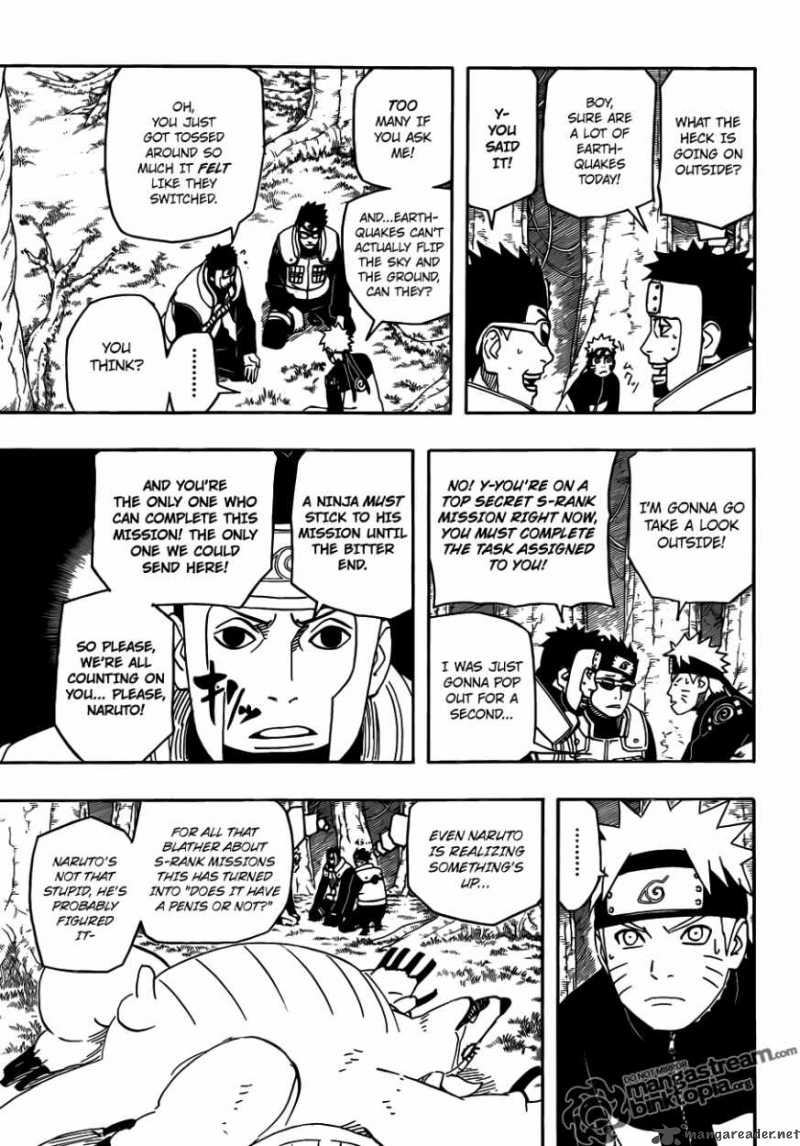 WHAT THE
HECK IS
GOING ON
OUTSIDE?
BOY,
SURE ARE
A LOT OF
EARTH-
QUAKES
TODAY!
Y-
YOU
SAID
IT!
TOO
MANY IF
YOU ASK
ME!
AND...EARTH-
QUAKES CAN'T
ACTUALLY FLIP
THE SKY AND
THE GROUND,
CAN THEY?
OH,
YOU JUST
GOT TOSSED
AROUND SO
MUCH IT FELT
LIKE THEY
SWITCHED.
.........
YOU
THINK?
I'M GONNA GO
TAKE A LOOK
OUTSIDE!
NO! Y-YOU'RE ON A
TOP SECRET S-RANK
MISSION RIGHT NOW,
YOU MUST COMPLETE
THE TASK ASSIGNED
TO YOU!
I WAS JUST
GONNA POP
OUT FOR A
SECOND...
A NINJA MUST
STICK TO HIS
MISSION UNTIL
THE BITTER
END.
AND YOU'RE
THE ONLY ONE WHO
CAN COMPLETE THIS
MISSION! THE ONLY
ONE WE COULD
SEND HERE!
SO PLEASE,
WE'RE ALL
COUNTING ON
YOU... PLEASE,
NARUTO!
ギロッ
.........
EVEN NARUTO
IS REALIZING
SOMETHING'S
UP...
FOR ALL THAT
BLATHER ABOUT
S-RANK MISSIONS
THIS HAS TURNED
INTO "DOES IT HAVE
A PENIS OR NOT?"
NARUTO'S
NOT THAT
STUPID, HE'S
PROBABLY
FIGURED
IT-
DO NOT MIRROR
mangastream.com
binktopia.org
mangareader.net